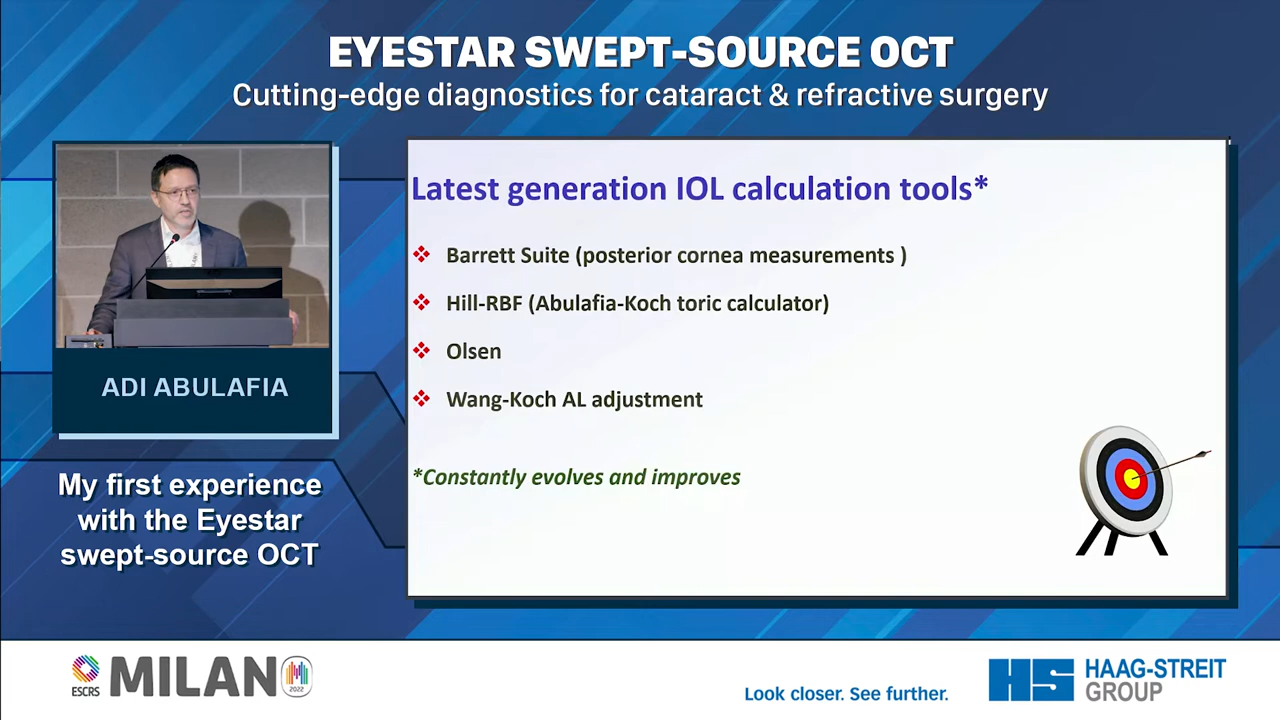 EYESTAR SWEPT-SOURCE OCT
Cutting-edge diagnostics for cataract & refractive surgery
Latest generation IOL calculation tools*
Barrett Suite (posterior cornea measurements )
Hill-RBF (Abulafia-Koch toric calculator)
Olsen
Wang-Koch AL adjustment
*Constantly evolves and improves
ADI ABULAFIA
My first experience
with the Eyestar
swept-source OCT
ESCRS
MILANO
2022
Look closer. See further.
HS
HAAG-STREIT
GROUP